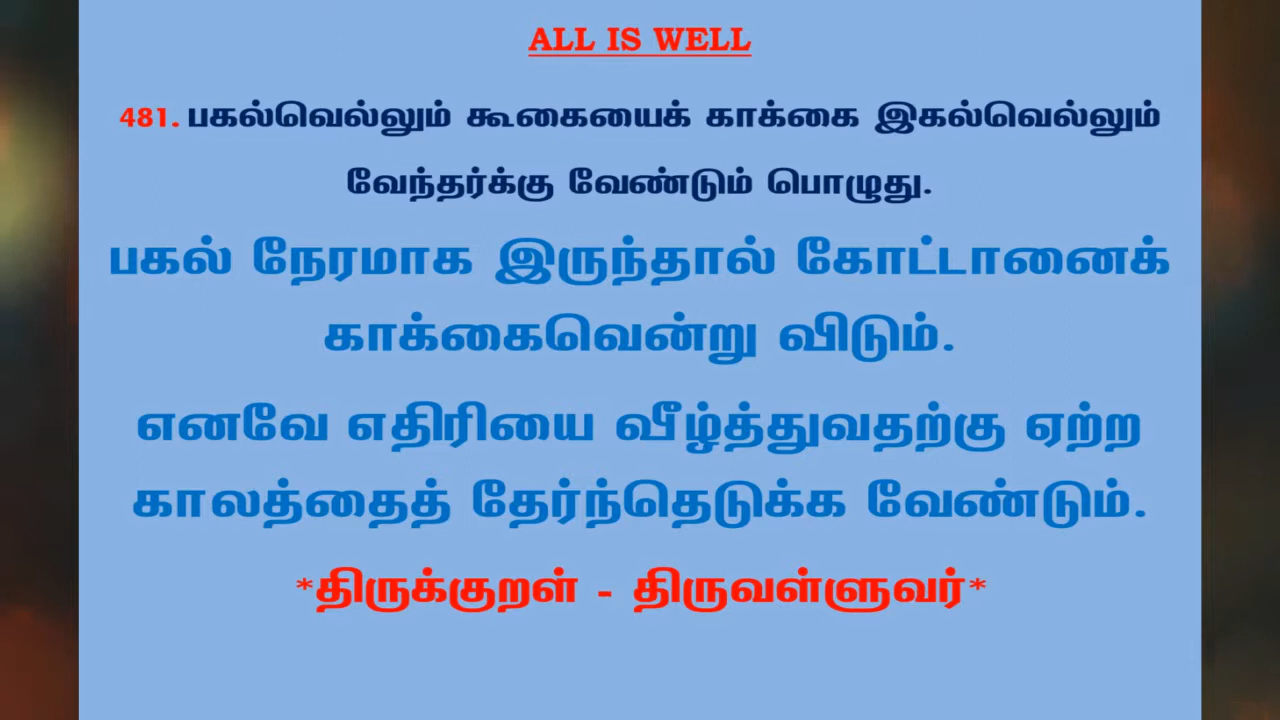 ALL IS WELL
481. பகல்வெல்லும் கூகையைக் காக்கை இகல்வெல்லும்
வேந்தர்க்கு வேண்டும் பொழுது.
பகல் நேரமாக இருந்தால் கோட்டானைக்
காக்கைவென்று விடும்.
எனவே எதிரியை வீழ்த்துவதற்கு ஏற்ற
காலத்தைத் தேர்ந்தெடுக்க வேண்டும்.
*திருக்குறள் - திருவள்ளுவர்*